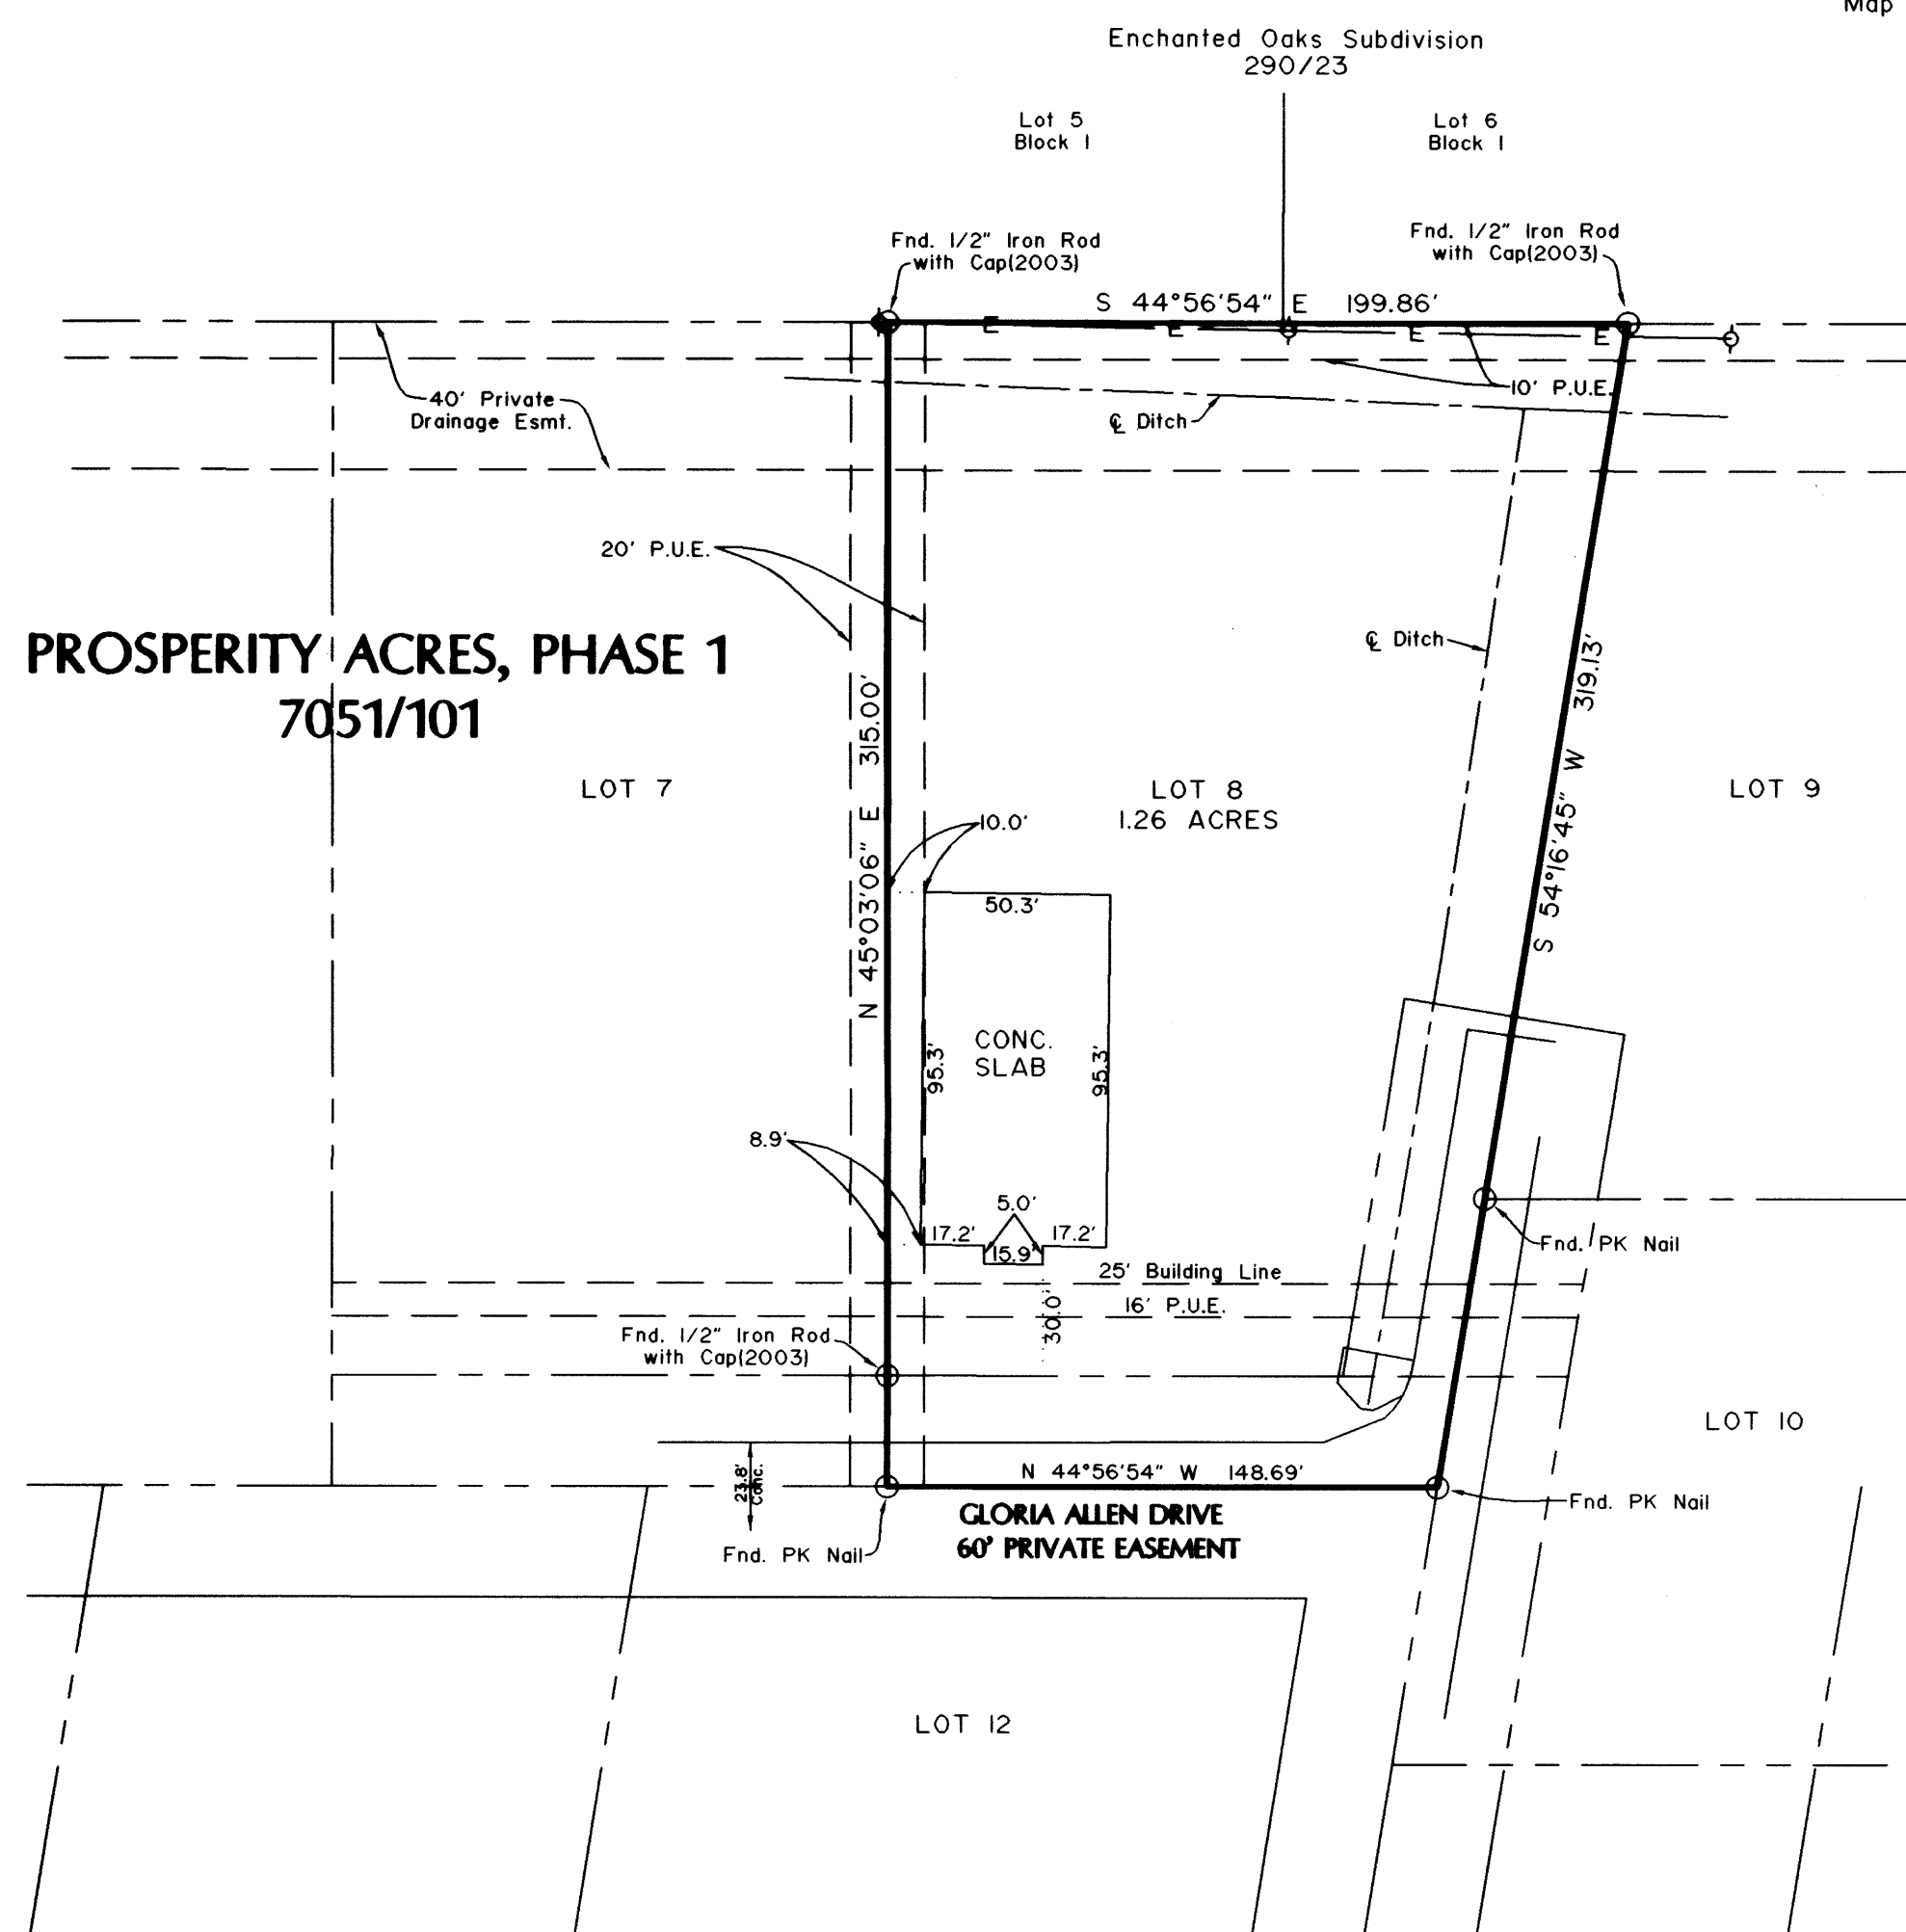 Map
Enchanted Oaks Subdivision
290/23
Lot 5
Block 1
Lot 6
Block 1
Fnd. 1/2" Iron Rod
with Cap(2003)
Fnd. 1/2" Iron Rod
with Cap(2003)
S 44°56'54" E 199.86'
E E E E
10' P.U.E.
40' Private
Drainage Esmt.
℄ Ditch
20' P.U.E.
℄ Ditch
PROSPERITY ACRES, PHASE 1
7051/101
N 45°03'06" E 315.00'
S 54°16'45" W 319.13'
LOT 7
LOT 8
1.26 ACRES
LOT 9
10.0'
50.3'
CONC.
SLAB
95.3'
95.3'
8.9'
5.0'
17.2'
17.2'
15.9'
Fnd. PK Nail
25' Building Line
16' P.U.E.
30.0'
Fnd. 1/2" Iron Rod
with Cap(2003)
LOT 10
23.8'
Conc.
N 44°56'54" W 148.69'
Fnd. PK Nail
GLORIA ALLEN DRIVE
60' PRIVATE EASEMENT
Fnd. PK Nail
LOT 12